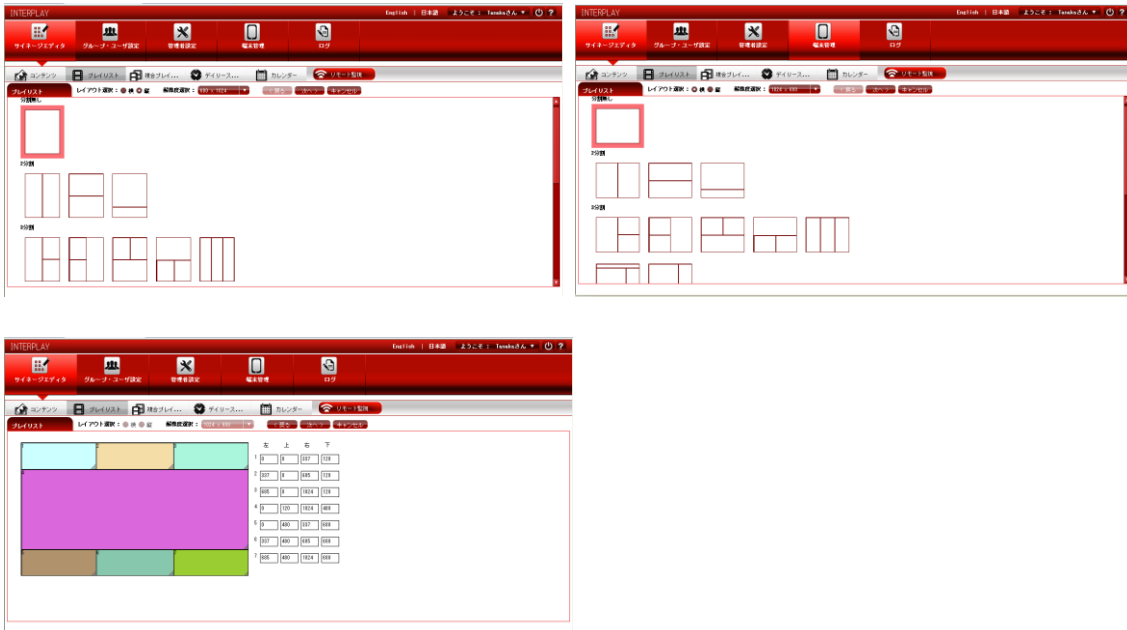 INTERPLAY
English | 日本語 ようこそ: Tanakaさん
サイネージエディタ グループ・ユーザ設定 管理者設定 端末管理 ログ
コンテンツ プレイリスト 複合プレイ... デイリース... カレンダー リモート監視
プレイリスト レイアウト選択: 横 縦 解像度選択: 600 x 1024 < 戻る 次へ > キャンセル
分割無し
2分割
3分割
INTERPLAY
English | 日本語 ようこそ: Tanakaさん
サイネージエディタ グループ・ユーザ設定 管理者設定 端末管理 ログ
コンテンツ プレイリスト 複合プレイ... デイリース... カレンダー リモート監視
プレイリスト レイアウト選択: 横 縦 解像度選択: 1024 x 600 < 戻る 次へ > キャンセル
分割無し
2分割
3分割
INTERPLAY
English | 日本語 ようこそ: Tanakaさん
サイネージエディタ グループ・ユーザ設定 管理者設定 端末管理 ログ
コンテンツ プレイリスト 複合プレイ... デイリース... カレンダー リモート監視
プレイリスト レイアウト選択: 横 縦 解像度選択: 1024 x 600 < 戻る 次へ > キャンセル
左 上 右 下
1 0 0 337 120
2 337 0 685 120
3 685 0 1024 120
4 0 120 1024 480
5 0 480 337 600
6 337 480 685 600
7 685 480 1024 600